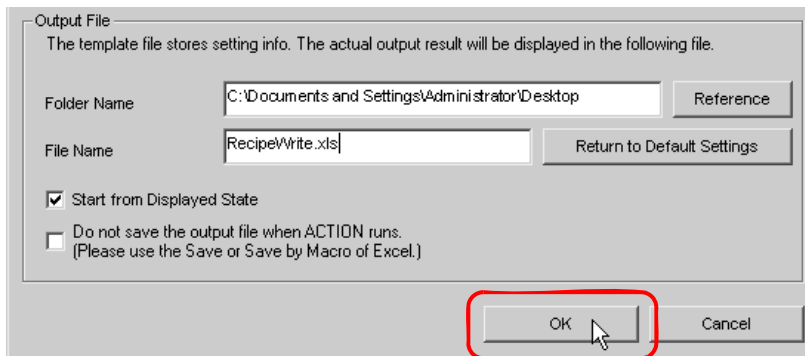 Output File
The template file stores setting info. The actual output result will be displayed in the following file.
Folder Name C:\Documents and Settings\Administrator\Desktop Reference
File Name RecipeWrite.xls Return to Default Settings
Start from Displayed State
Do not save the output file when ACTION runs.
(Please use the Save or Save by Macro of Excel.)
OK Cancel